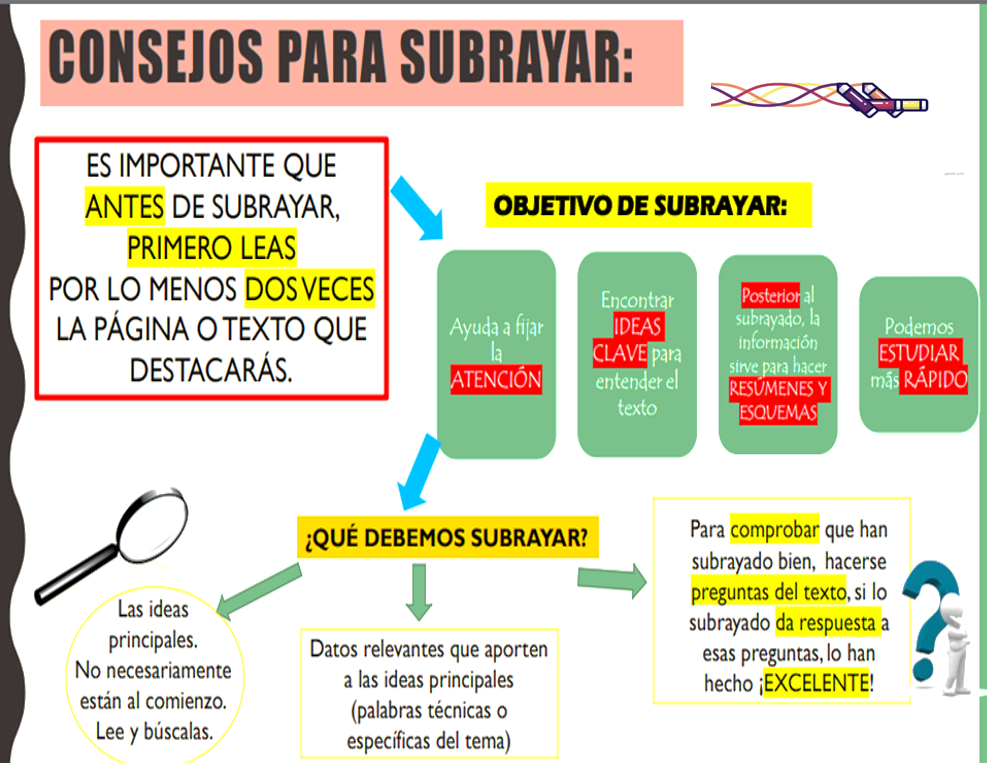 CONSEJOS PARA SUBRAYAR:
ES IMPORTANTE QUE
ANTES DE SUBRAYAR,
PRIMERO LEAS
POR LO MENOS DOS VECES
LA PÁGINA O TEXTO QUE
DESTACARÁS.
OBJETIVO DE SUBRAYAR:
Ayuda a fijar
la
ATENCIÓN
Encontrar
IDEAS
CLAVE para
entender el
texto
Posterior al
subrayado, la
información
sirve para hacer
RESÚMENES Y
ESQUEMAS
Podemos
ESTUDIAR
más RÁPIDO
¿QUÉ DEBEMOS SUBRAYAR?
Las ideas
principales.
No necesariamente
están al comienzo.
Lee y búscalas.
Datos relevantes que aporten
a las ideas principales
(palabras técnicas o
específicas del tema)
Para comprobar que han
subrayado bien, hacerse
preguntas del texto, si lo
subrayado da respuesta a
esas preguntas, lo han
hecho ¡EXCELENTE!